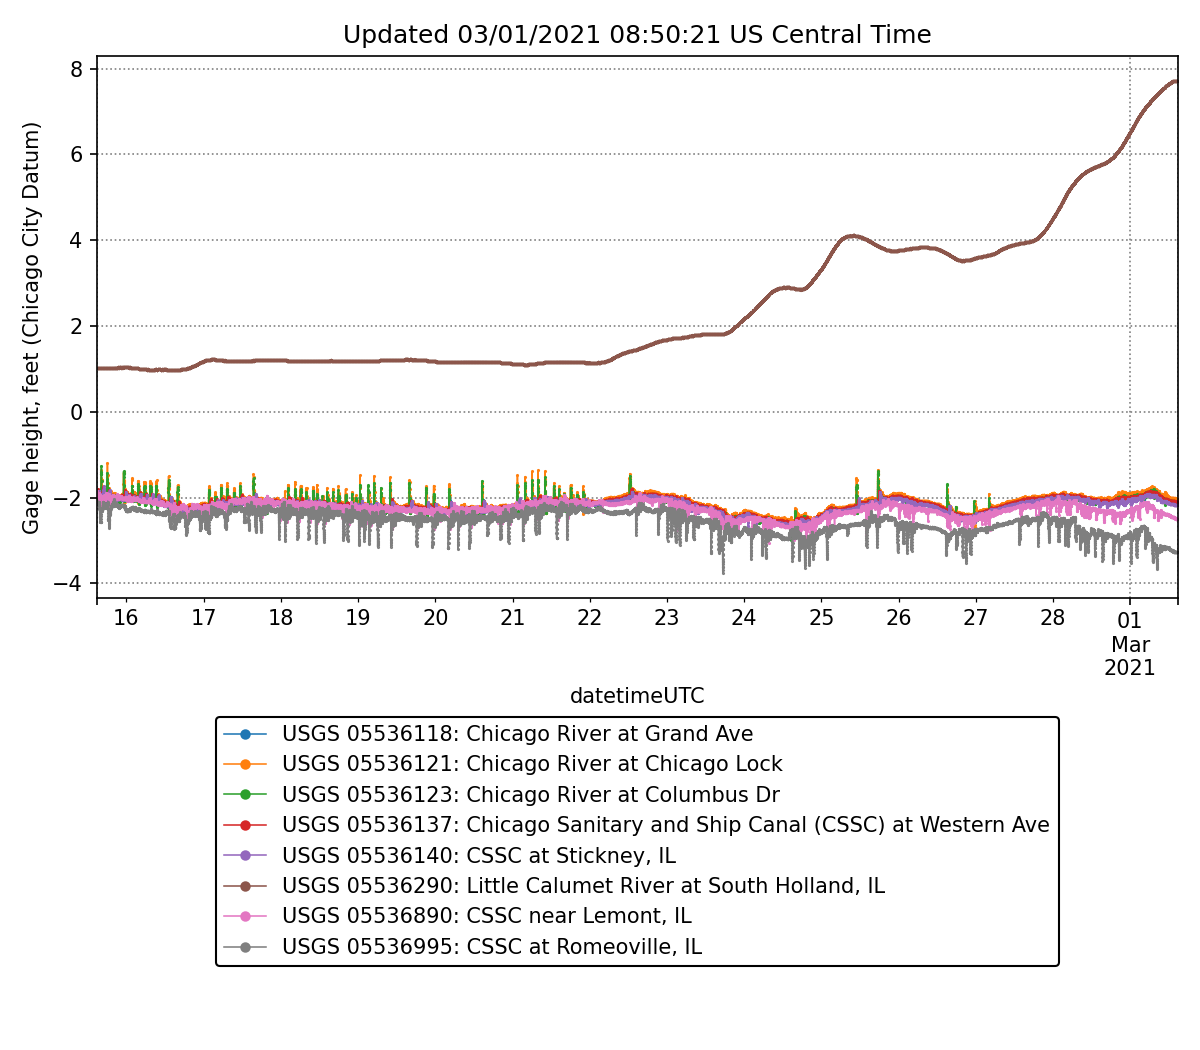 Updated 03/01/2021 08:50:21 US Central Time
Gage height, feet (Chicago City Datum)
8
6
4
2
0
−2
−4
16 17 18 19 20 21 22 23 24 25 26 27 28 01
Mar
2021
datetimeUTC
USGS 05536118: Chicago River at Grand Ave
USGS 05536121: Chicago River at Chicago Lock
USGS 05536123: Chicago River at Columbus Dr
USGS 05536137: Chicago Sanitary and Ship Canal (CSSC) at Western Ave
USGS 05536140: CSSC at Stickney, IL
USGS 05536290: Little Calumet River at South Holland, IL
USGS 05536890: CSSC near Lemont, IL
USGS 05536995: CSSC at Romeoville, IL